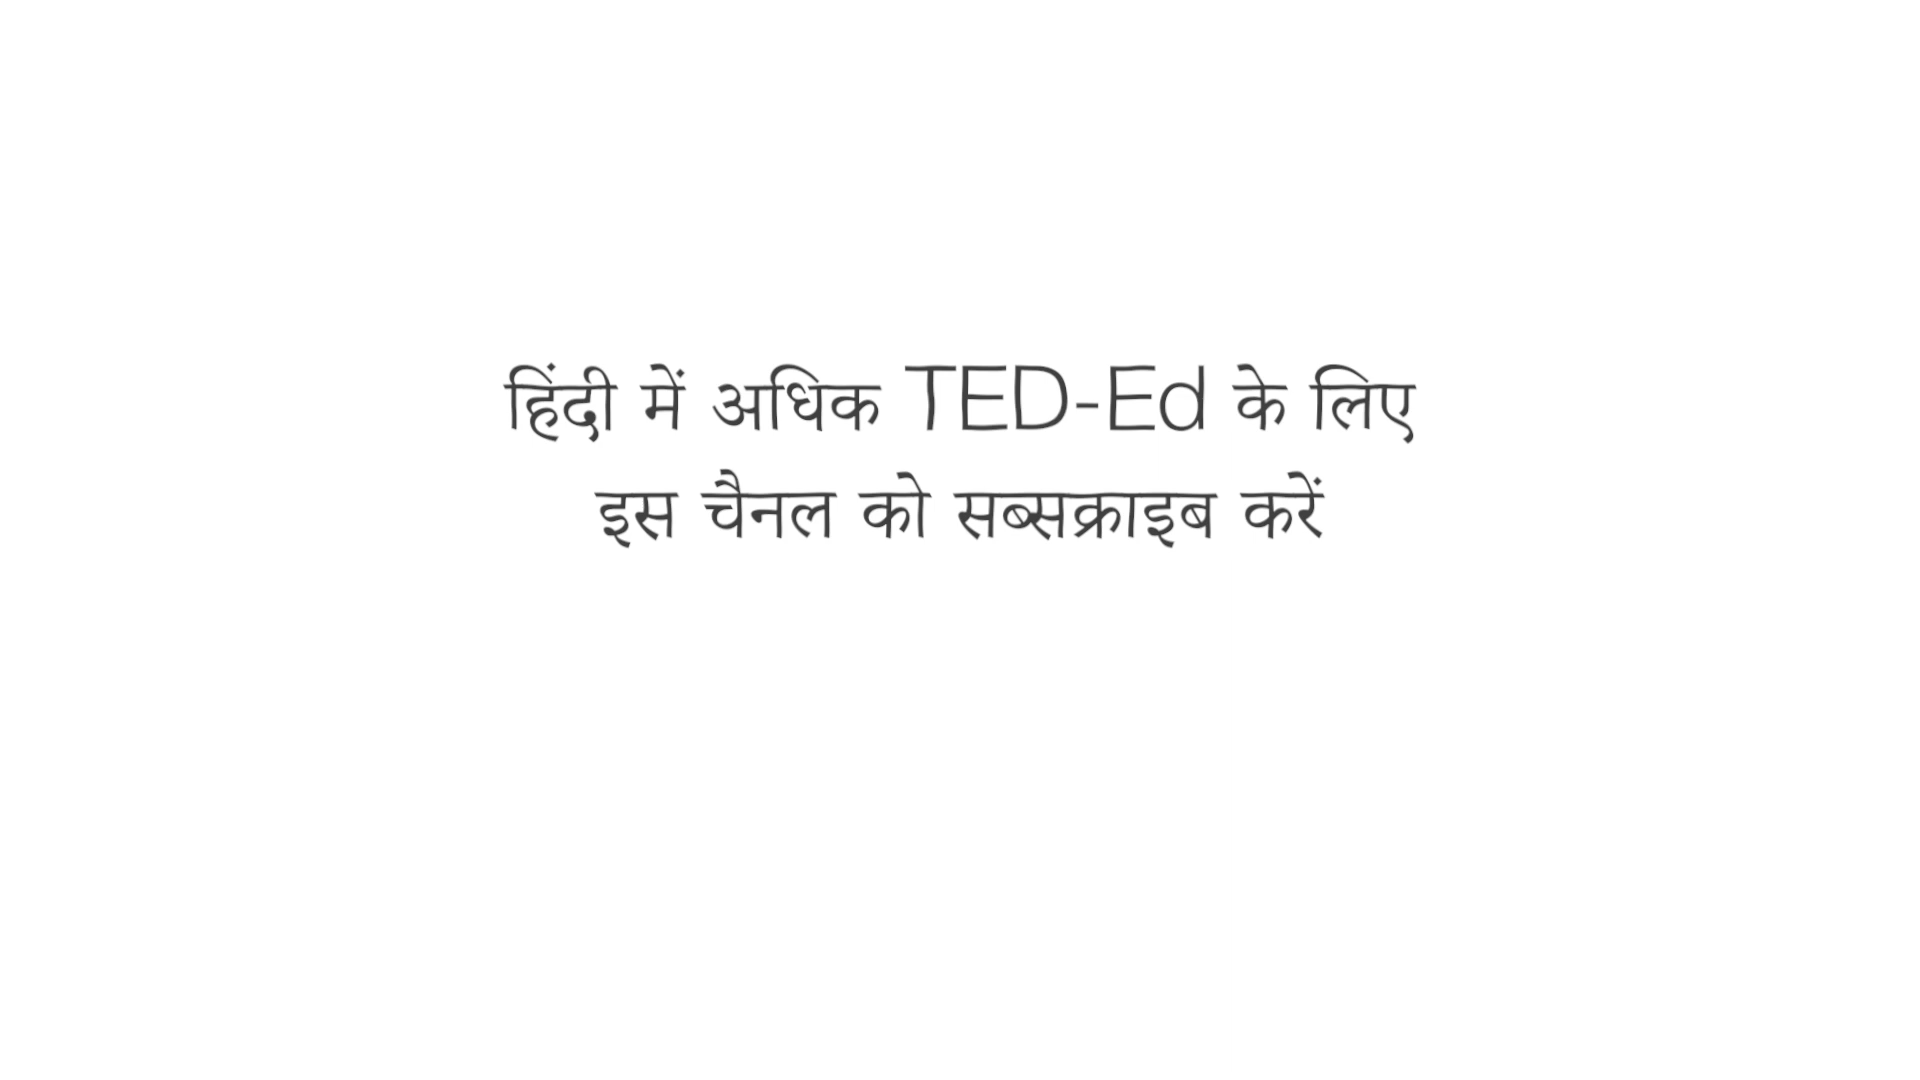 हिंदी में अधिक TED-Ed के लिए
इस चैनल को सब्सक्राइब करें